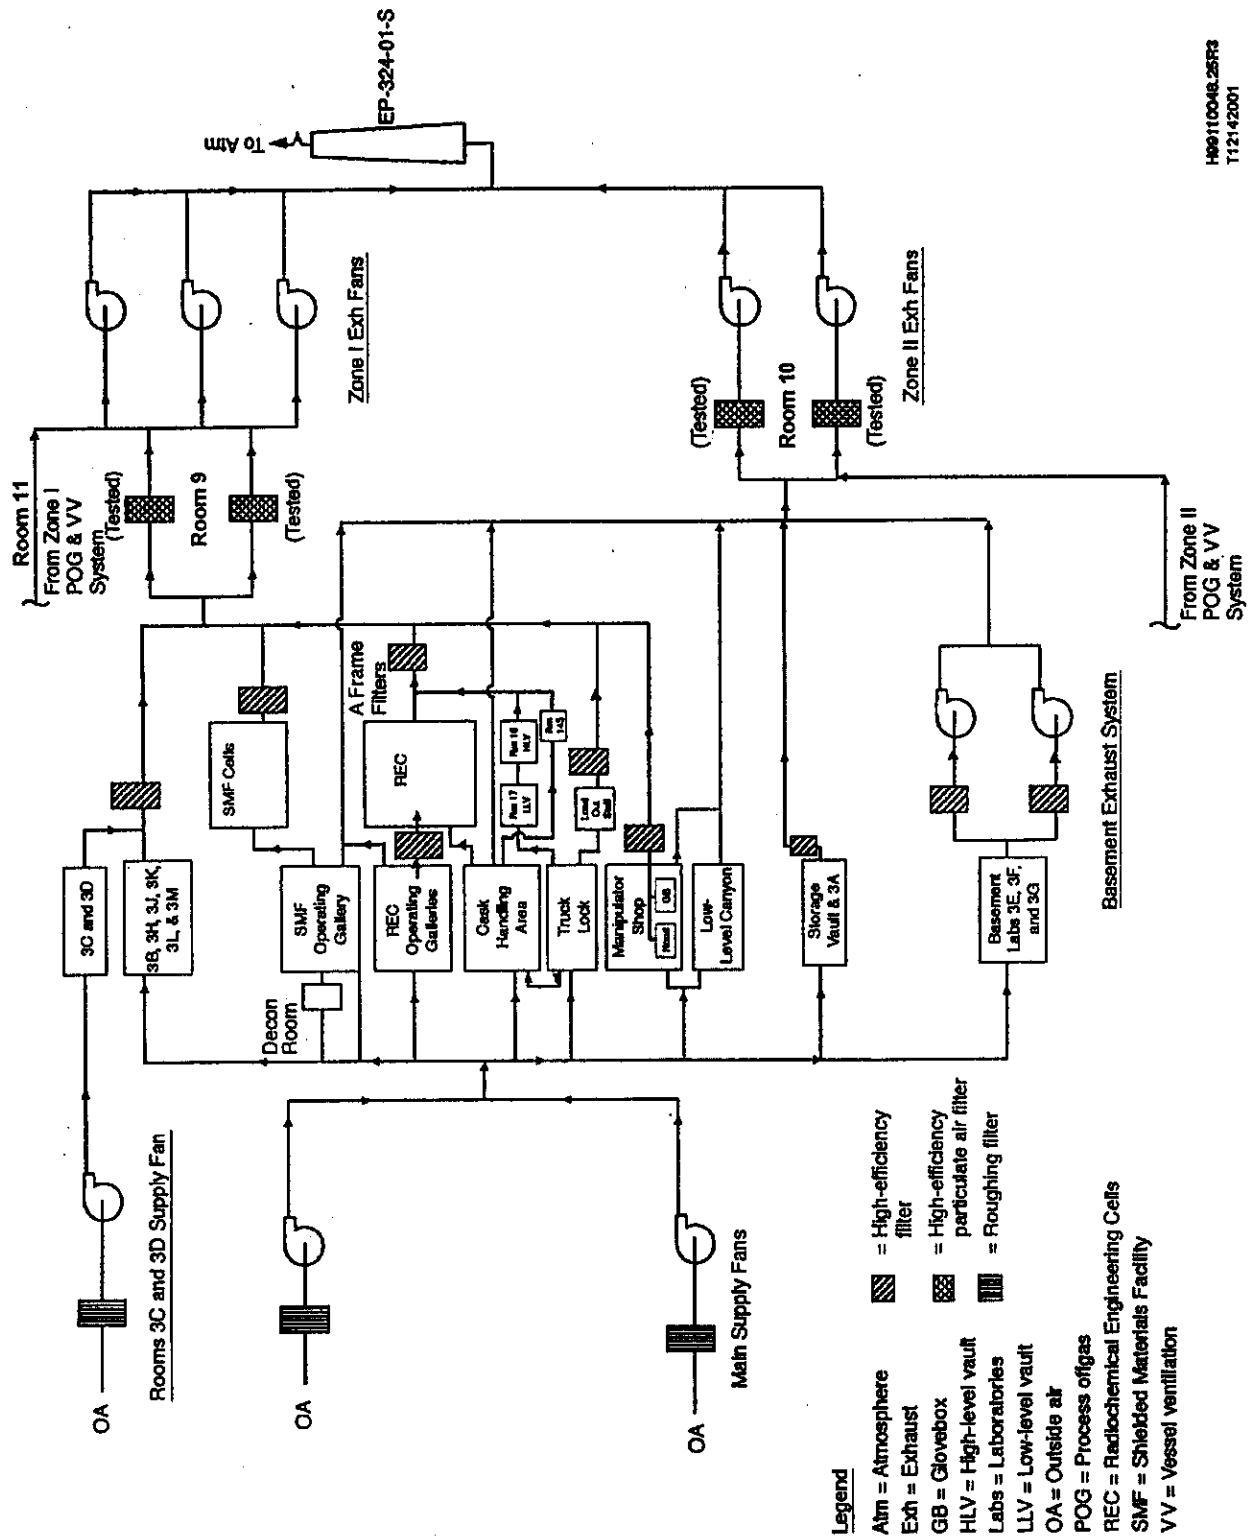 OA
Rooms 3C and 3D Supply Fan
OA
OA
Main Supply Fans
3C and 3D
3B, 3H, 3J, 3K,
3L, & 3M
Decon
Room
SMF
Operating
Gallery
REC
Operating
Galleries
Cask
Handling
Area
Truck
Lock
Manipulator
Shop
Hood
GB
Low-
Level Canyon
Storage
Vault & 3A
Basement
Labs 3E, 3F,
and 3G
SMF Cells
A Frame
Filters
REC
Rm 17
LLV
Rm 16
HLV
Rm
145
Load
Out
Stall
Basement Exhaust System
Room 11
From Zone I
POG & VV
System
(Tested)
Room 9
(Tested)
Zone I Exh Fans
(Tested)
Room 10
(Tested)
Zone II Exh Fans
From Zone II
POG & VV
System
To Atm
EP-324-01-S
Legend
Atm = Atmosphere
Exh = Exhaust
GB = Glovebox
HLV = High-level vault
Labs = Laboratories
LLV = Low-level vault
OA = Outside air
POG = Process offgas
REC = Radiochemical Engineering Cells
SMF = Shielded Materials Facility
VV = Vessel ventilation
= High-efficiency
filter
= High-efficiency
particulate air filter
= Roughing filter
H99110048.25R3
T12142001